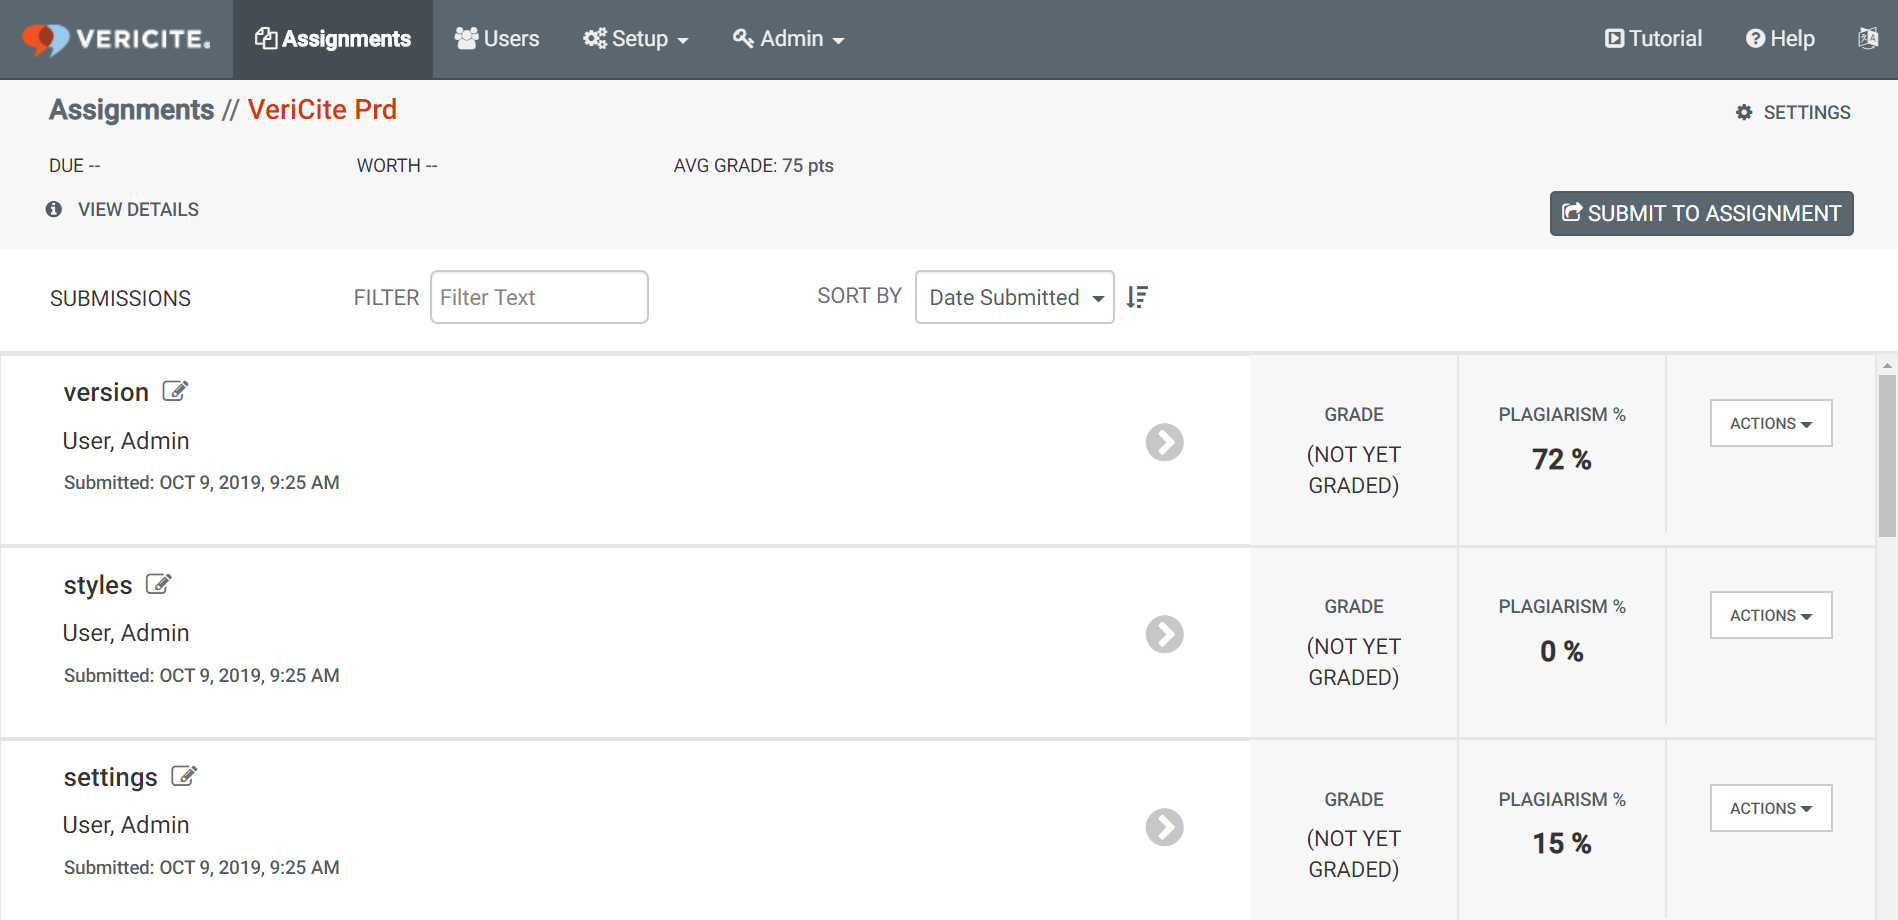 VERICITE. Assignments Users Setup Admin Tutorial Help
Assignments // VeriCite Prd
SETTINGS
DUE -- WORTH -- AVG GRADE: 75 pts
VIEW DETAILS
SUBMIT TO ASSIGNMENT
SUBMISSIONS FILTER Filter Text SORT BY Date Submitted
version
User, Admin
Submitted: OCT 9, 2019, 9:25 AM
GRADE
(NOT YET
GRADED)
PLAGIARISM %
72 %
ACTIONS
styles
User, Admin
Submitted: OCT 9, 2019, 9:25 AM
GRADE
(NOT YET
GRADED)
PLAGIARISM %
0 %
ACTIONS
settings
User, Admin
Submitted: OCT 9, 2019, 9:25 AM
GRADE
(NOT YET
GRADED)
PLAGIARISM %
15 %
ACTIONS